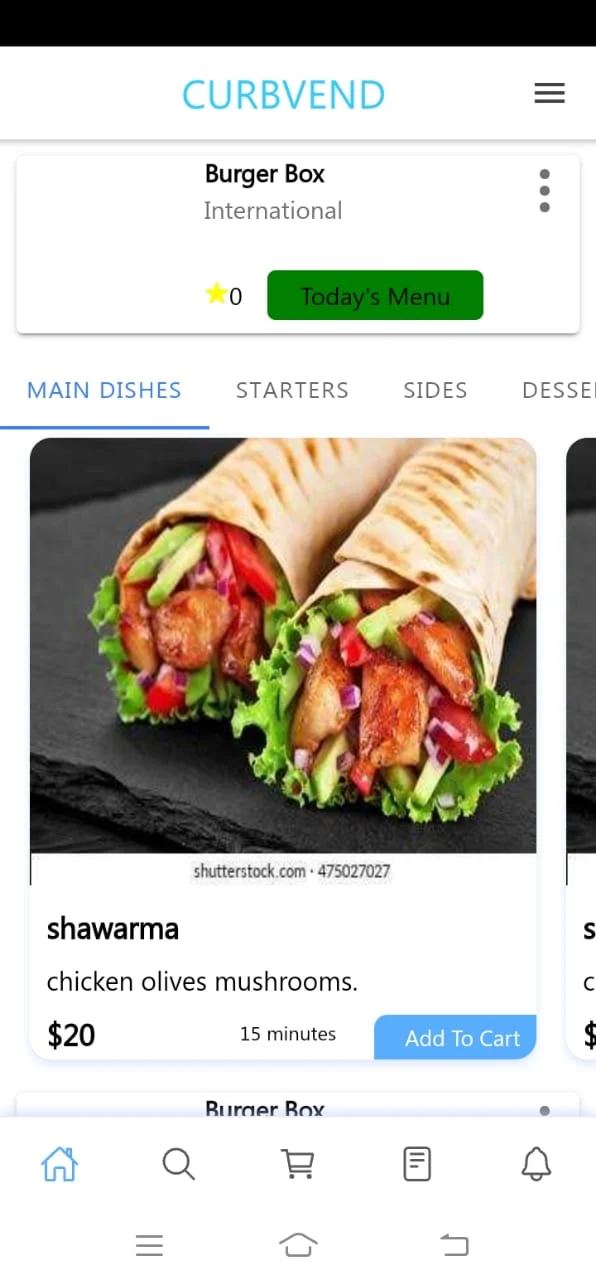 CURBVEND
Burger Box
International
0 Today's Menu
MAIN DISHES STARTERS SIDES DESSE
shutterstock.com · 475027027
shawarma s
chicken olives mushrooms. c
$20 15 minutes Add To Cart $
Burger Box